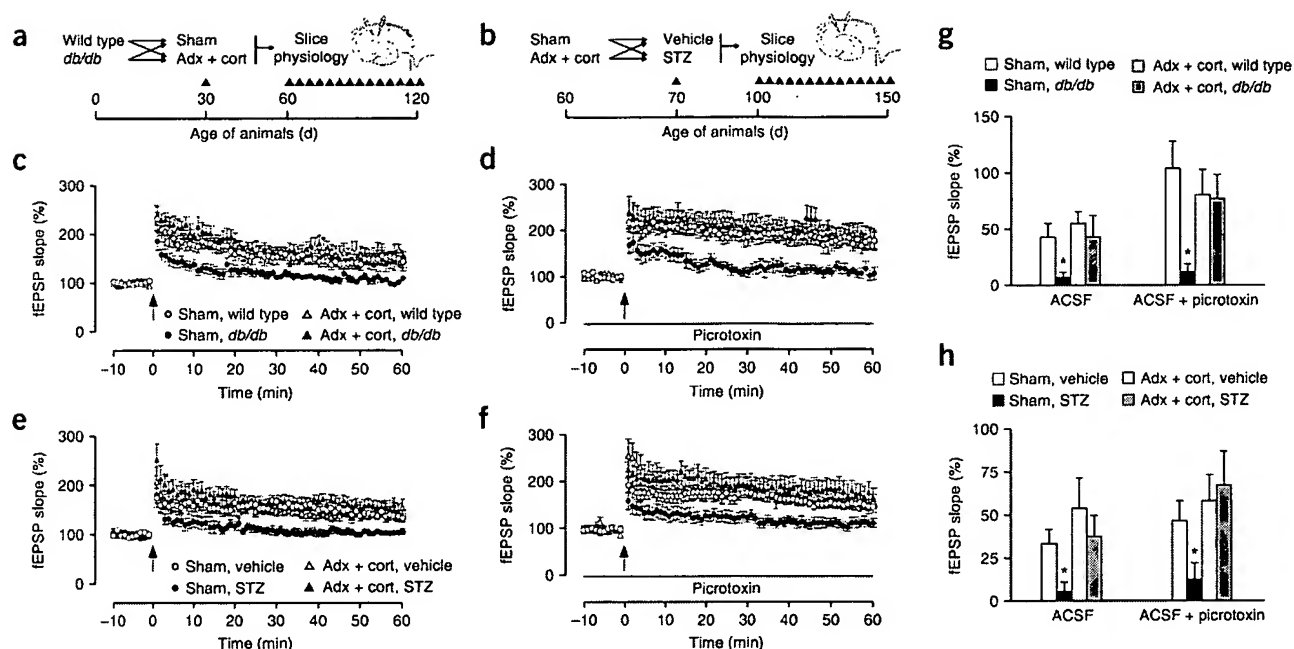 a
Wild type
db/db
Sham
Adx + cort
Slice
physiology
0
30
60
120
Age of animals (d)
b
Sham
Adx + cort
Vehicle
STZ
Slice
physiology
60
70
100
150
Age of animals (d)
c
fEPSP slope (%)
300
200
100
0
Sham, wild type
Adx + cort, wild type
Sham, db/db
Adx + cort, db/db
−10 0 10 20 30 40 50 60
Time (min)
d
fEPSP slope (%)
300
200
100
0
Picrotoxin
−10 0 10 20 30 40 50 60
Time (min)
e
fEPSP slope (%)
300
200
100
0
Sham, vehicle
Adx + cort, vehicle
Sham, STZ
Adx + cort, STZ
−10 0 10 20 30 40 50 60
Time (min)
f
fEPSP slope (%)
300
200
100
0
Picrotoxin
−10 0 10 20 30 40 50 60
Time (min)
g
Sham, wild type
Adx + cort, wild type
Sham, db/db
Adx + cort, db/db
fEPSP slope (%)
150
100
50
0
*
*
ACSF
ACSF + picrotoxin
h
Sham, vehicle
Adx + cort, vehicle
Sham, STZ
Adx + cort, STZ
fEPSP slope (%)
100
75
50
25
0
*
*
ACSF
ACSF + picrotoxin